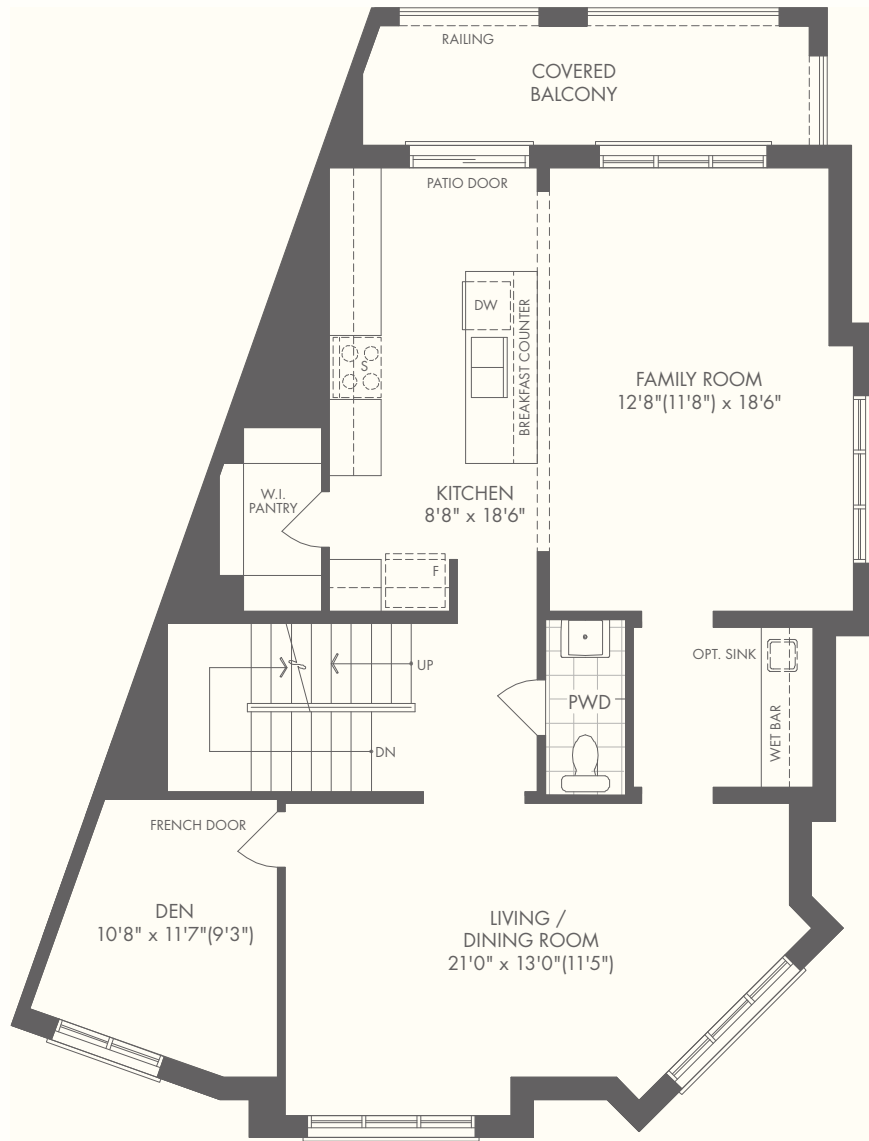 RAILING
COVERED
BALCONY
PATIO DOOR
DW
BREAKFAST COUNTER
S
FAMILY ROOM
12'8"(11'8") x 18'6"
W.I.
PANTRY
KITCHEN
8'8" x 18'6"
F
UP
OPT. SINK
PWD
WET BAR
DN
FRENCH DOOR
DEN
10'8" x 11'7"(9'3")
LIVING /
DINING ROOM
21'0" x 13'0"(11'5")